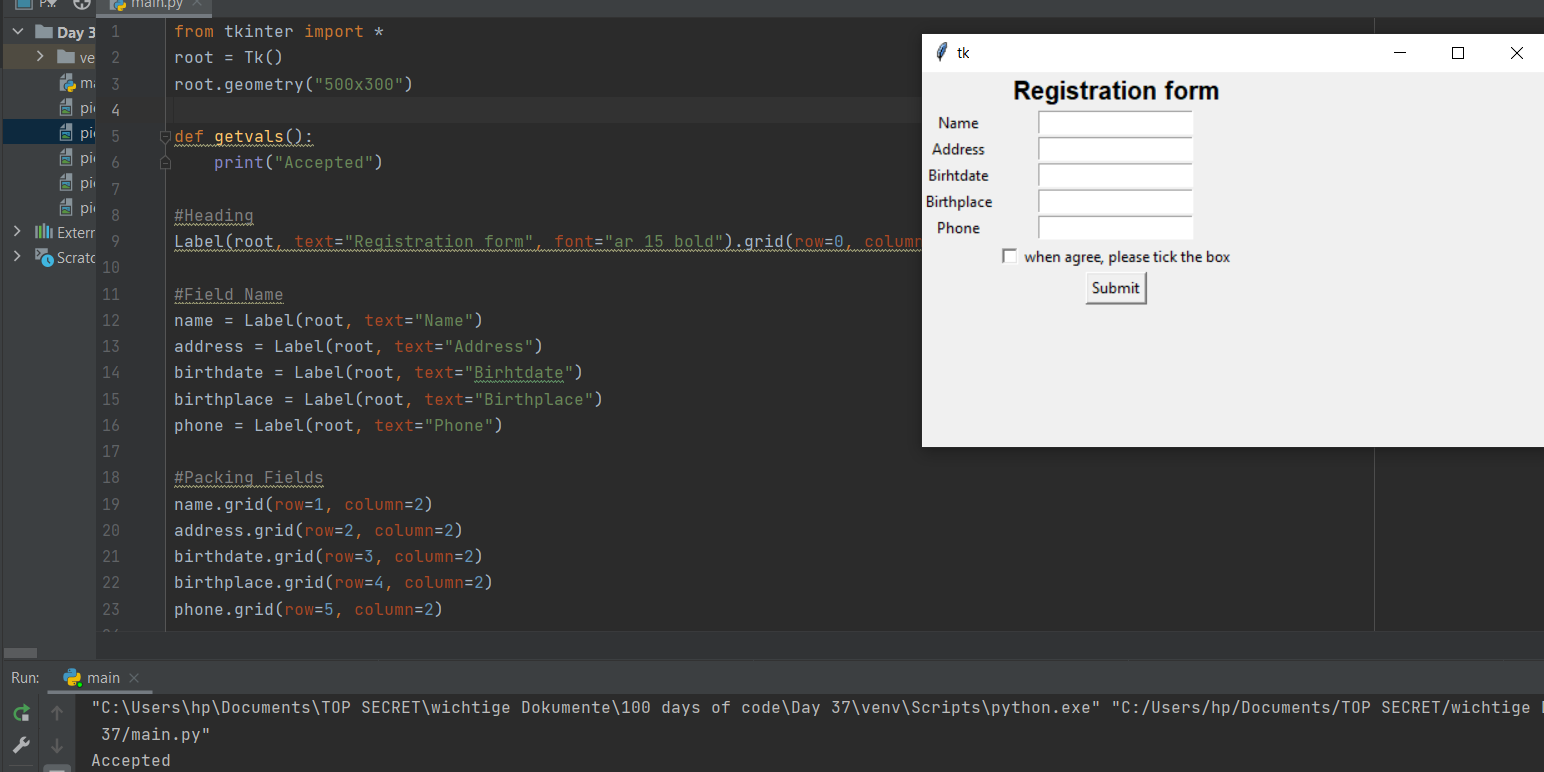 main.py
Day 3
1 from tkinter import *
2 root = Tk()
3 root.geometry("500x300")
4
5 def getvals():
6 print("Accepted")
7
8 #Heading
9 Label(root, text="Registration form", font="ar 15 bold").grid(row=0, column
10
11 #Field Name
12 name = Label(root, text="Name")
13 address = Label(root, text="Address")
14 birthdate = Label(root, text="Birhtdate")
15 birthplace = Label(root, text="Birthplace")
16 phone = Label(root, text="Phone")
17
18 #Packing Fields
19 name.grid(row=1, column=2)
20 address.grid(row=2, column=2)
21 birthdate.grid(row=3, column=2)
22 birthplace.grid(row=4, column=2)
23 phone.grid(row=5, column=2)
ve
ma
pic
pic
pic
pic
pic
Extern
Scratc
tk
Registration form
Name
Address
Birhtdate
Birthplace
Phone
when agree, please tick the box
Submit
Run: main
"C:\Users\hp\Documents\TOP SECRET\wichtige Dokumente\100 days of code\Day 37\venv\Scripts\python.exe" "C:/Users/hp/Documents/TOP SECRET/wichtige
37/main.py"
Accepted